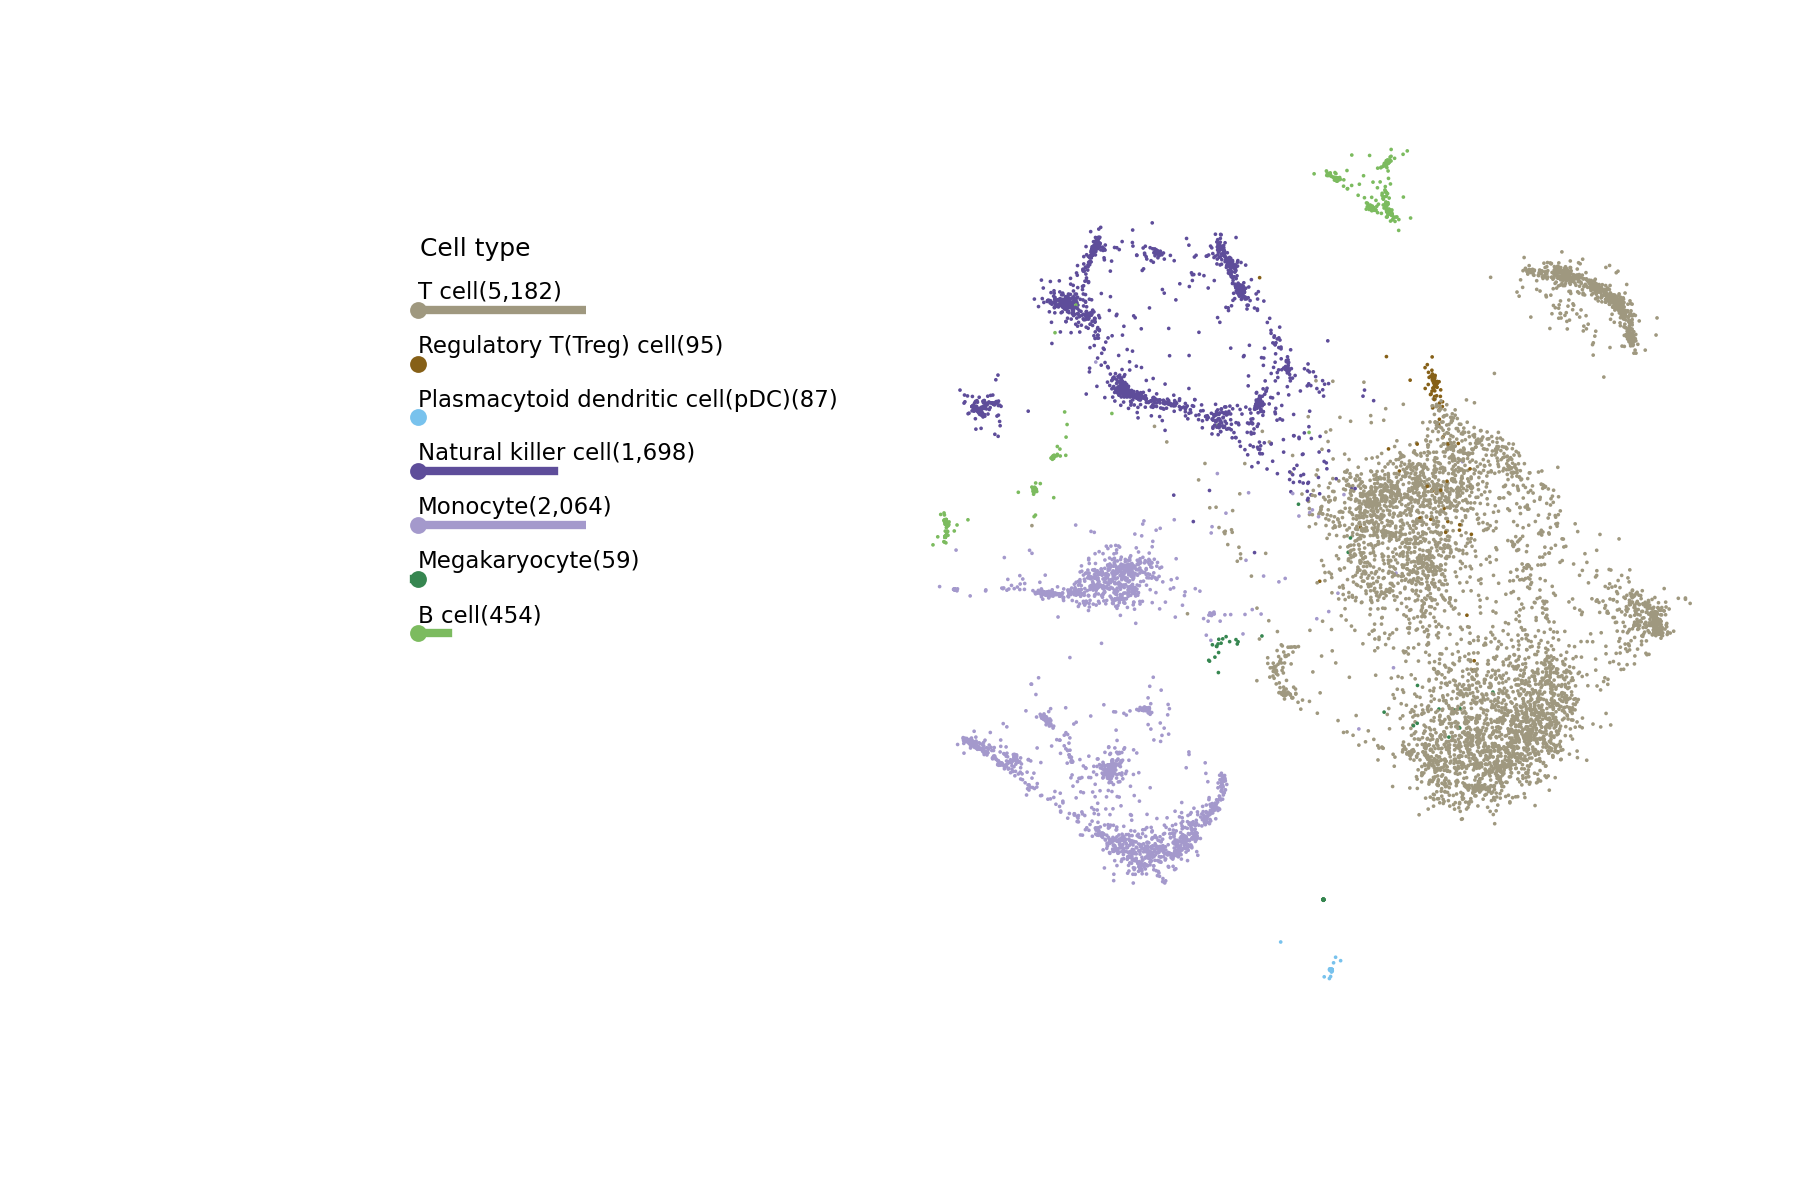 Cell type
T cell(5,182)
Regulatory T(Treg) cell(95)
Plasmacytoid dendritic cell(pDC)(87)
Natural killer cell(1,698)
Monocyte(2,064)
Megakaryocyte(59)
B cell(454)